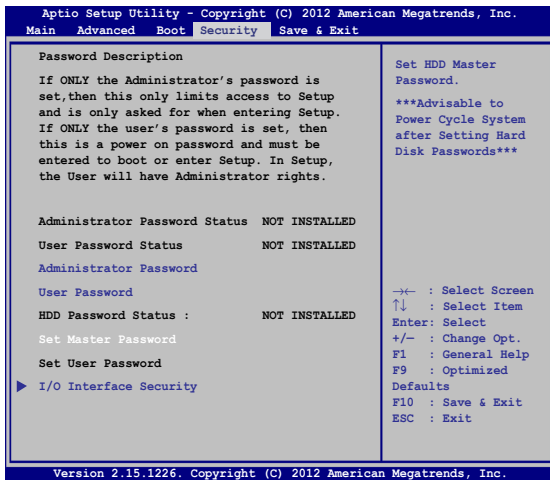 Aptio Setup Utility - Copyright (C) 2012 American Megatrends, Inc.
Main Advanced Boot Security Save & Exit
Password Description
If ONLY the Administrator's password is
set,then this only limits access to Setup
and is only asked for when entering Setup.
If ONLY the user's password is set, then
this is a power on password and must be
entered to boot or enter Setup. In Setup,
the User will have Administrator rights.
Administrator Password Status NOT INSTALLED
User Password Status NOT INSTALLED
Administrator Password
User Password
HDD Password Status : NOT INSTALLED
Set Master Password
Set User Password
I/O Interface Security
Set HDD Master
Password.
***Advisable to
Power Cycle System
after Setting Hard
Disk Passwords***
→← : Select Screen
↑↓ : Select Item
Enter: Select
+/— : Change Opt.
F1 : General Help
F9 : Optimized
Defaults
F10 : Save & Exit
ESC : Exit
Version 2.15.1226. Copyright (C) 2012 American Megatrends, Inc.